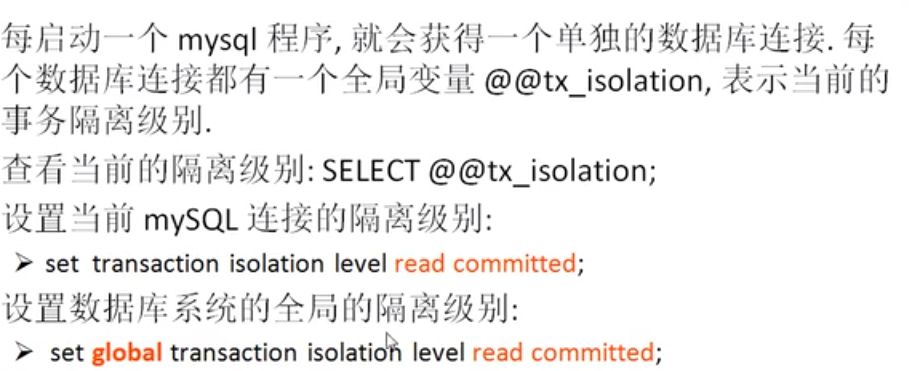 每启动一个 mysql 程序, 就会获得一个单独的数据库连接. 每
个数据库连接都有一个全局变量 @@tx_isolation, 表示当前的
事务隔离级别.
查看当前的隔离级别: SELECT @@tx_isolation;
设置当前 mySQL 连接的隔离级别:
➢ set transaction isolation level read committed;
设置数据库系统的全局的隔离级别:
➢ set global transaction isolation level read committed;